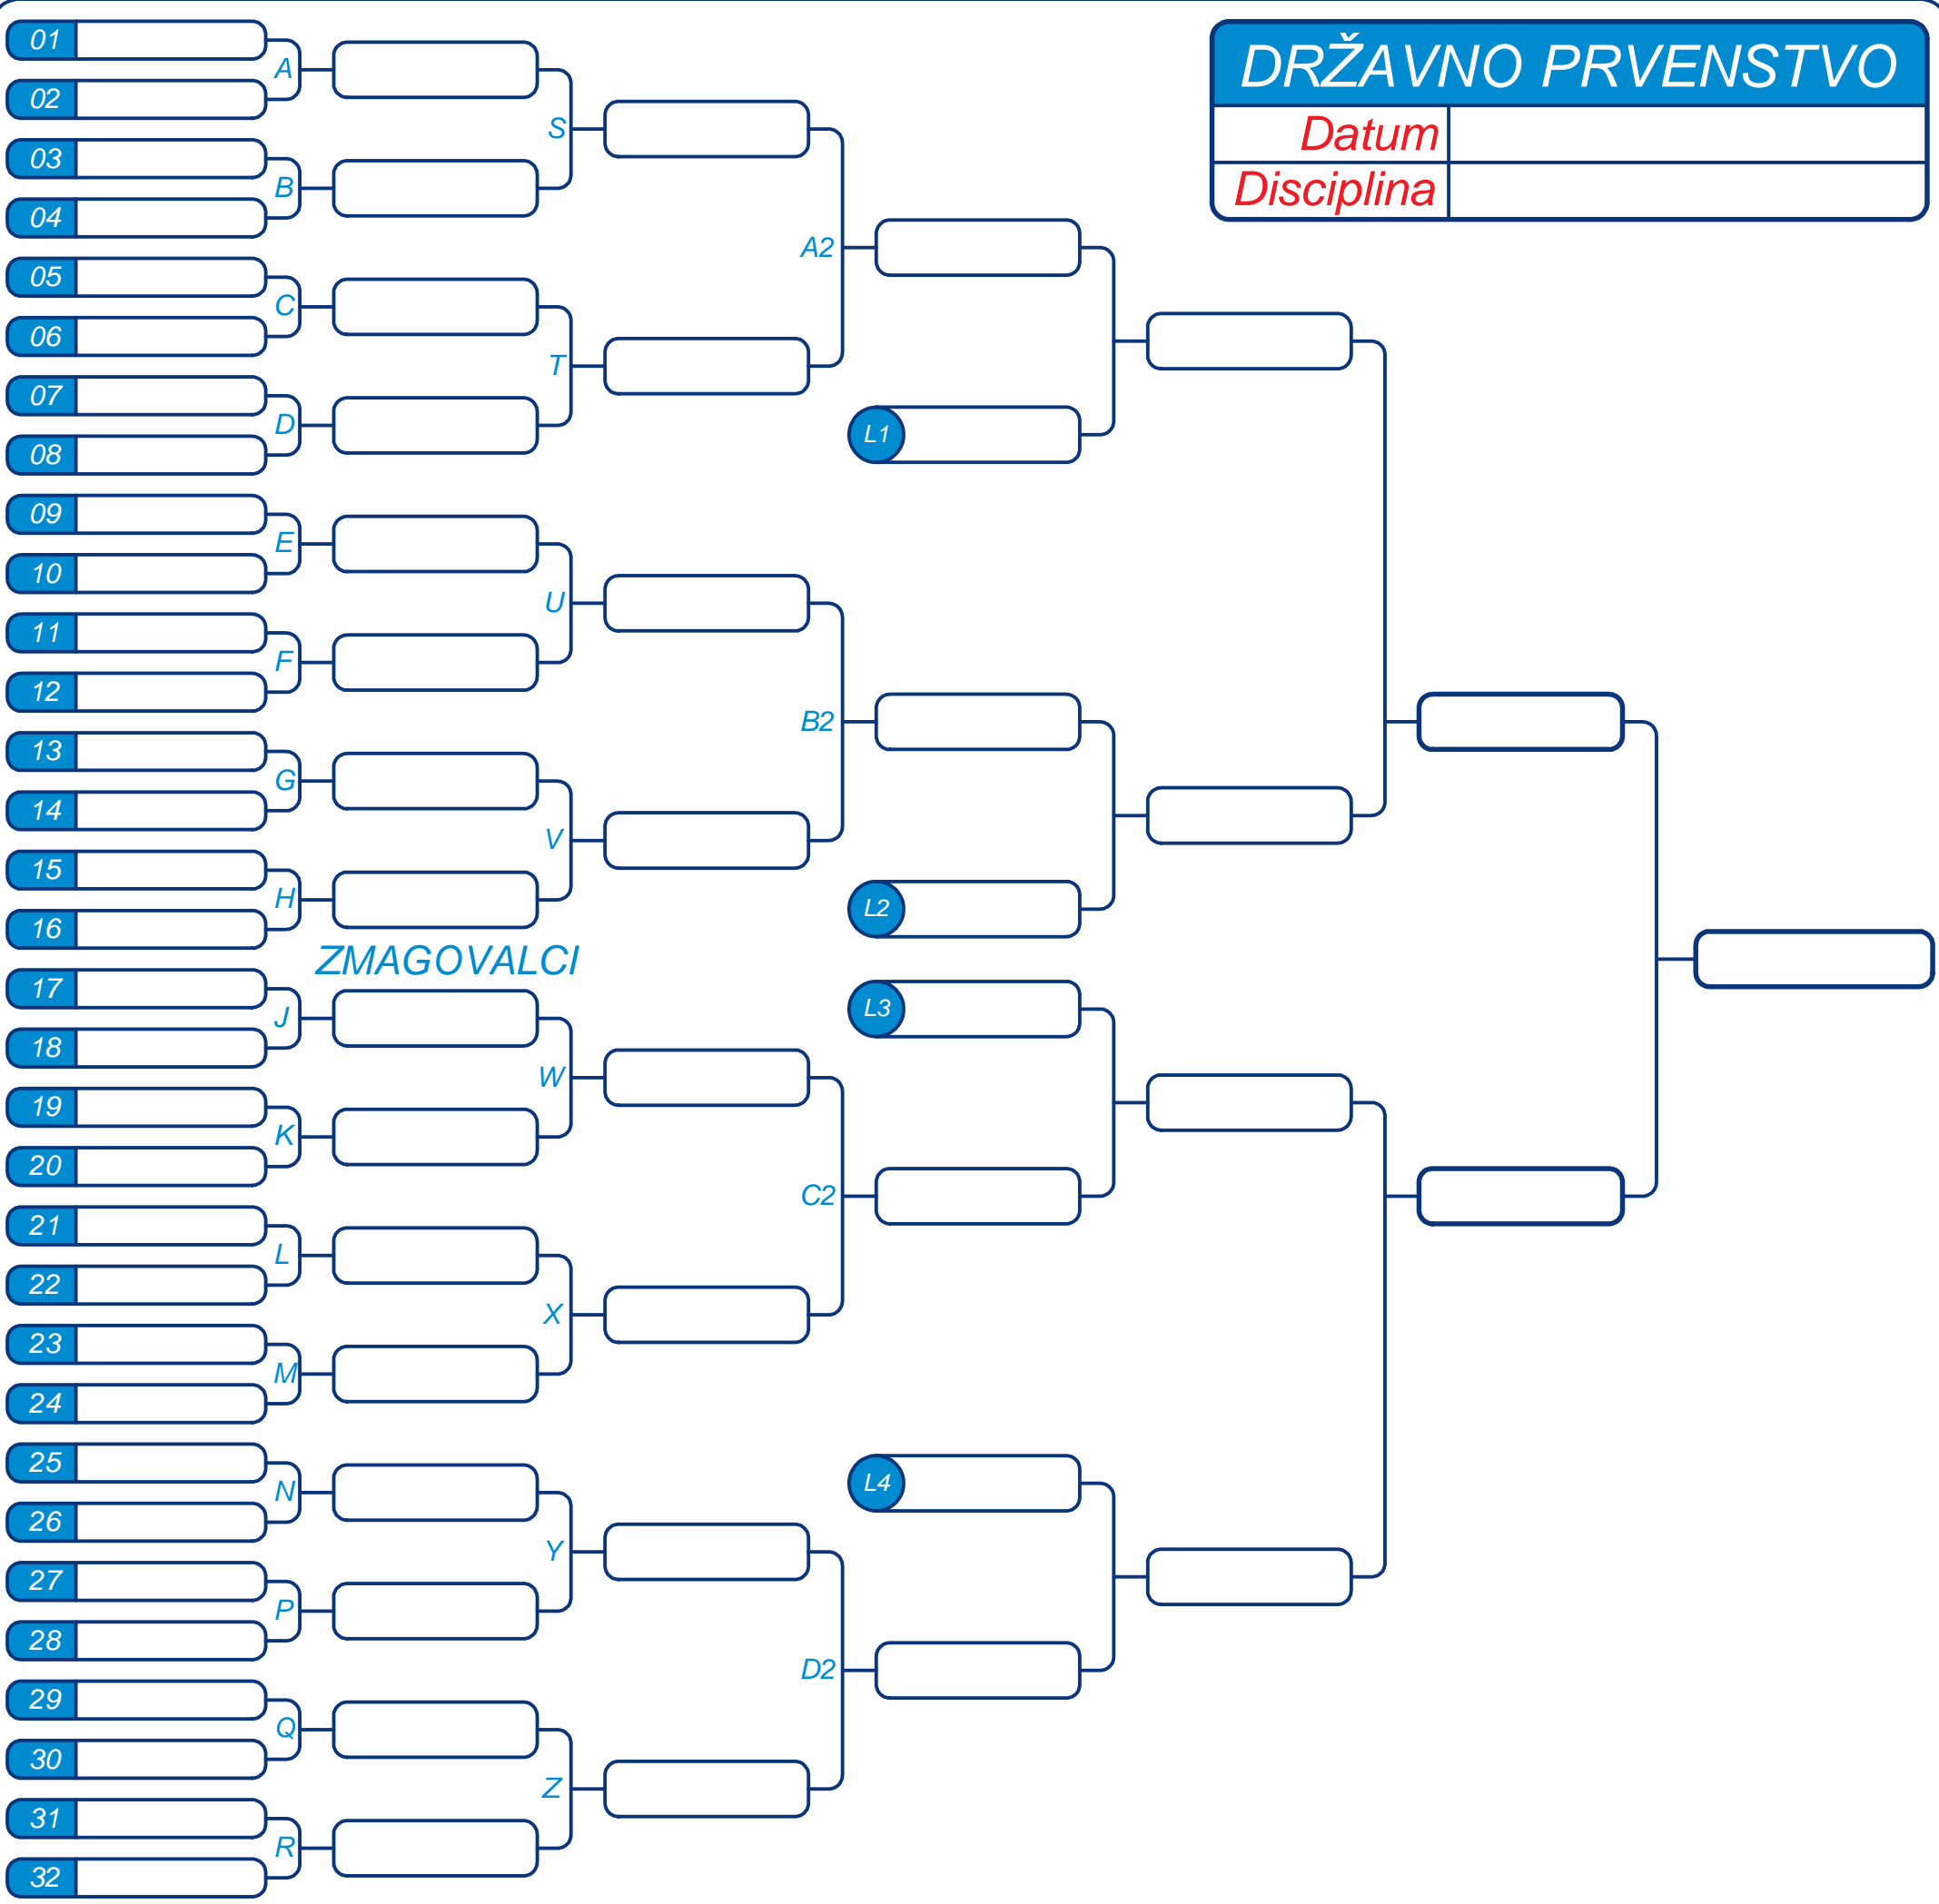 DRŽAVNO PRVENSTVO
Datum
Disciplina
01
A
02
S
03
B
04
A2
05
C
06
T
07
D
L1
08
09
E
10
U
11
F
12
B2
13
G
14
V
15
H
L2
16
ZMAGOVALCI
17
L3
J
18
W
19
K
20
C2
21
L
22
X
23
M
24
25
L4
N
26
Y
27
P
28
D2
29
Q
30
Z
31
R
32